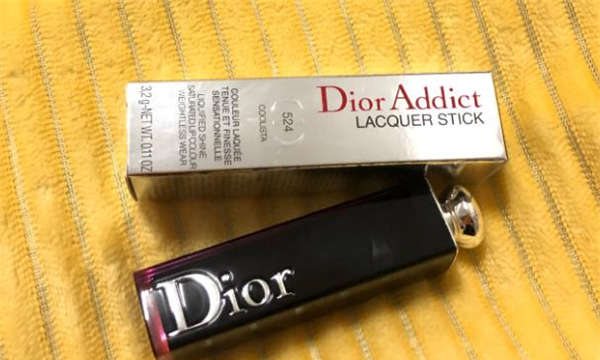 Dior Addict
LACQUER STICK
524
COOLISTA
COULEUR LAQUÉE
TENUE ET FINESSE
SENSATIONNELLE
LIQUIFIED SHINE
SATURATED LIPCOLOUR
WEIGHTLESS WEAR
3.2 g-NET WT. 0.11 OZ
Dior